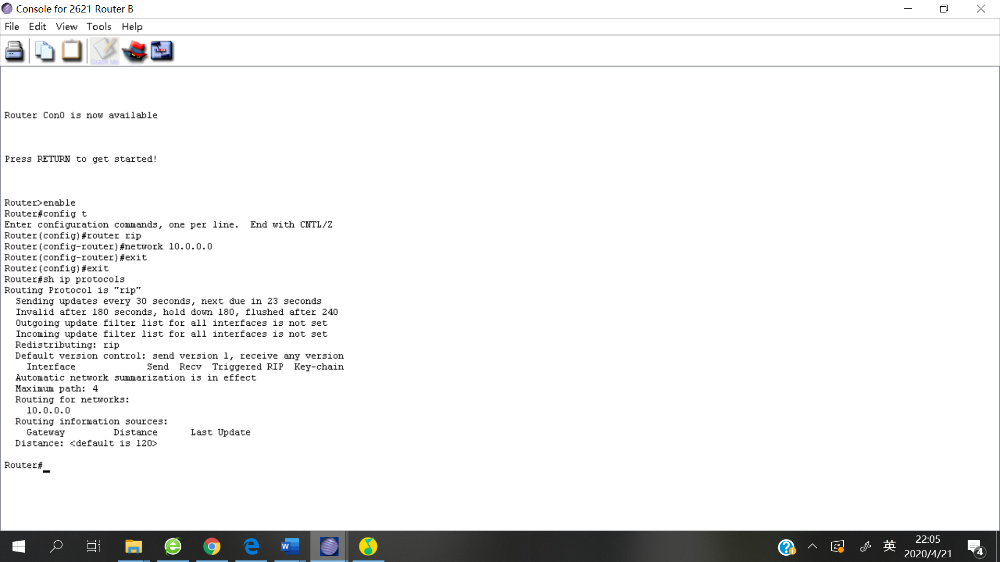 Console for 2621 Router B
File Edit View Tools Help
Grade Me
Router Con0 is now available
Press RETURN to get started!
Router>enable
Router#config t
Enter configuration commands, one per line.  End with CNTL/Z
Router(config)#router rip
Router(config-router)#network 10.0.0.0
Router(config-router)#exit
Router(config)#exit
Router#sh ip protocols
Routing Protocol is "rip"
  Sending updates every 30 seconds, next due in 23 seconds
  Invalid after 180 seconds, hold down 180, flushed after 240
  Outgoing update filter list for all interfaces is not set
  Incoming update filter list for all interfaces is not set
  Redistributing: rip
  Default version control: send version 1, receive any version
    Interface             Send  Recv  Triggered RIP  Key-chain
  Automatic network summarization is in effect
  Maximum path: 4
  Routing for networks:
    10.0.0.0
  Routing information sources:
    Gateway         Distance      Last Update
  Distance: <default is 120>
Router#_
英
22:05
2020/4/21
4